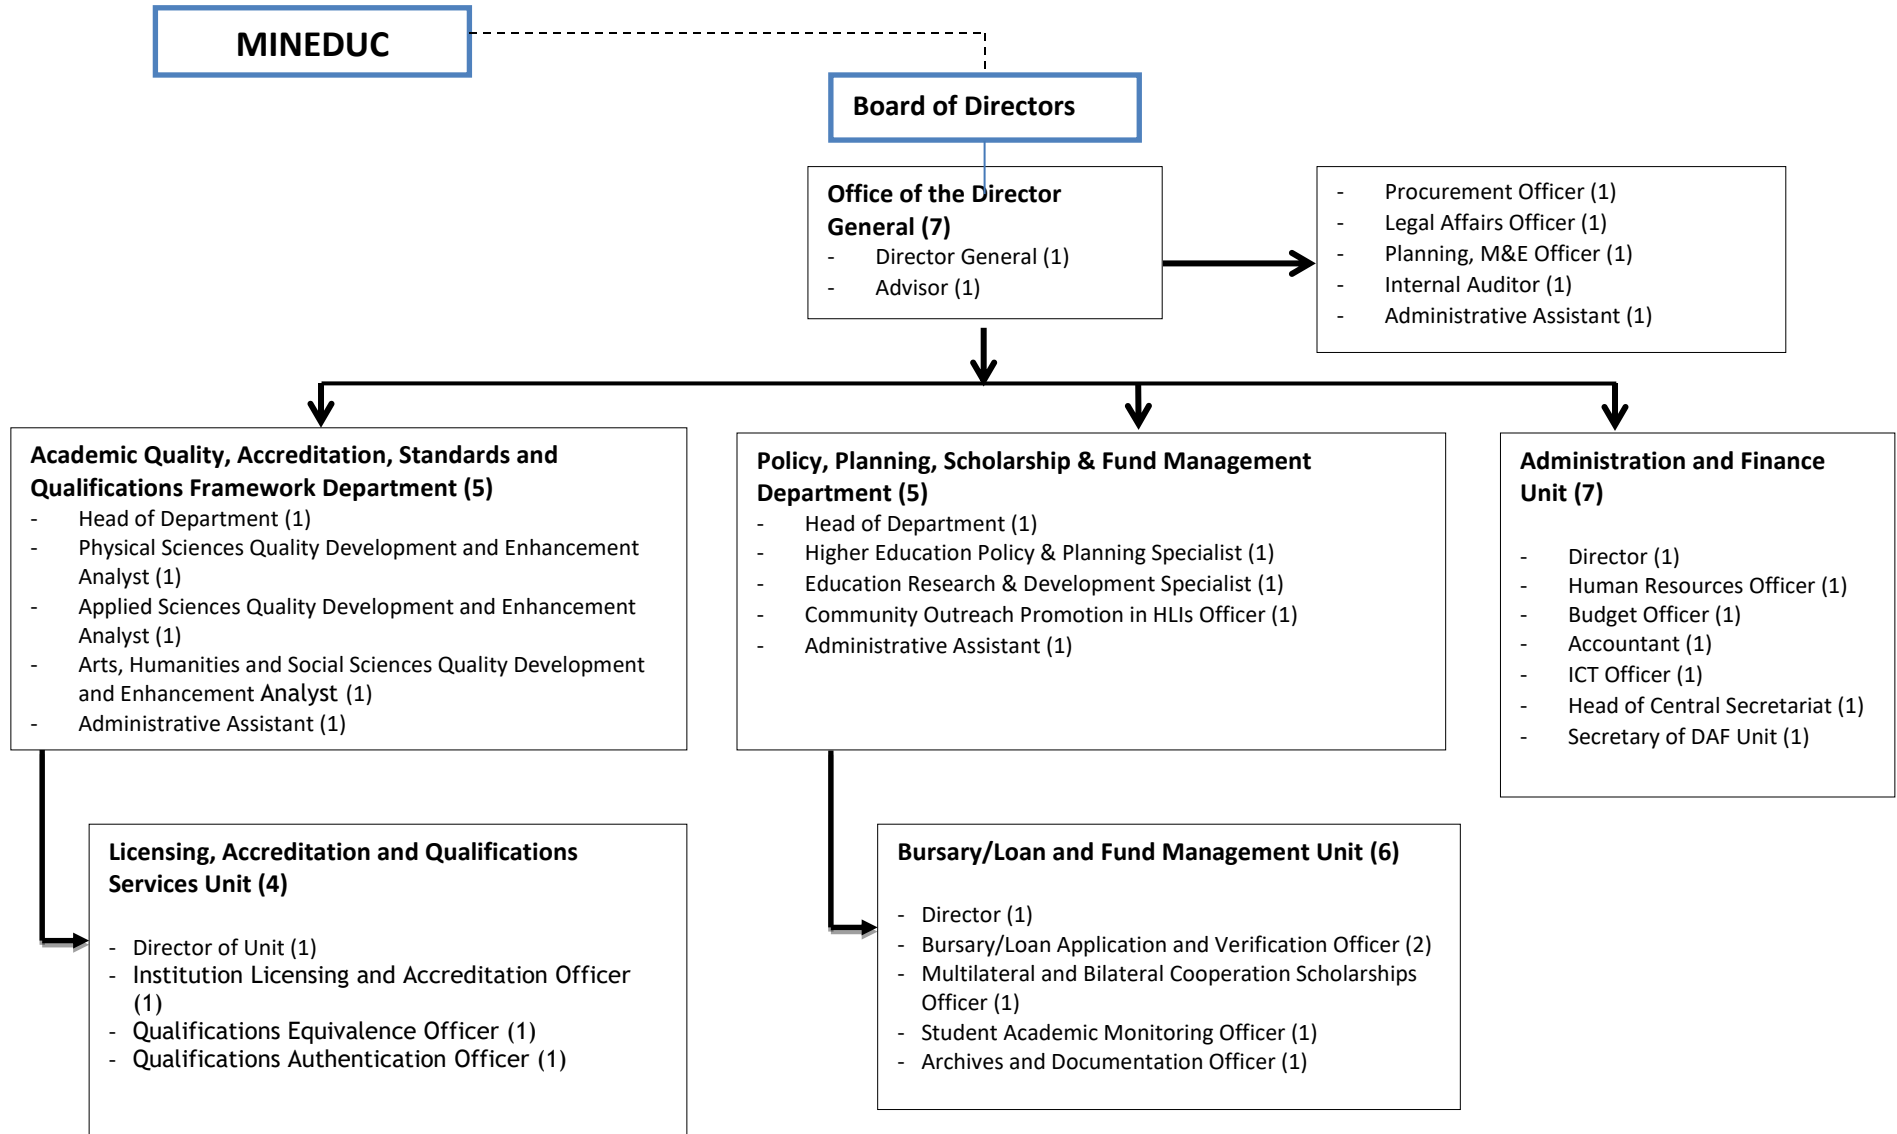 MINEDUC
Board of Directors
Office of the Director
General (7)
- Director General (1)
- Advisor (1)
- Procurement Officer (1)
- Legal Affairs Officer (1)
- Planning, M&E Officer (1)
- Internal Auditor (1)
- Administrative Assistant (1)
Academic Quality, Accreditation, Standards and
Qualifications Framework Department (5)
- Head of Department (1)
- Physical Sciences Quality Development and Enhancement
Analyst (1)
- Applied Sciences Quality Development and Enhancement
Analyst (1)
- Arts, Humanities and Social Sciences Quality Development
and Enhancement Analyst (1)
- Administrative Assistant (1)
Policy, Planning, Scholarship & Fund Management
Department (5)
- Head of Department (1)
- Higher Education Policy & Planning Specialist (1)
- Education Research & Development Specialist (1)
- Community Outreach Promotion in HLIs Officer (1)
- Administrative Assistant (1)
Administration and Finance
Unit (7)
- Director (1)
- Human Resources Officer (1)
- Budget Officer (1)
- Accountant (1)
- ICT Officer (1)
- Head of Central Secretariat (1)
- Secretary of DAF Unit (1)
Licensing, Accreditation and Qualifications
Services Unit (4)
- Director of Unit (1)
- Institution Licensing and Accreditation Officer
(1)
- Qualifications Equivalence Officer (1)
- Qualifications Authentication Officer (1)
Bursary/Loan and Fund Management Unit (6)
- Director (1)
- Bursary/Loan Application and Verification Officer (2)
- Multilateral and Bilateral Cooperation Scholarships
Officer (1)
- Student Academic Monitoring Officer (1)
- Archives and Documentation Officer (1)